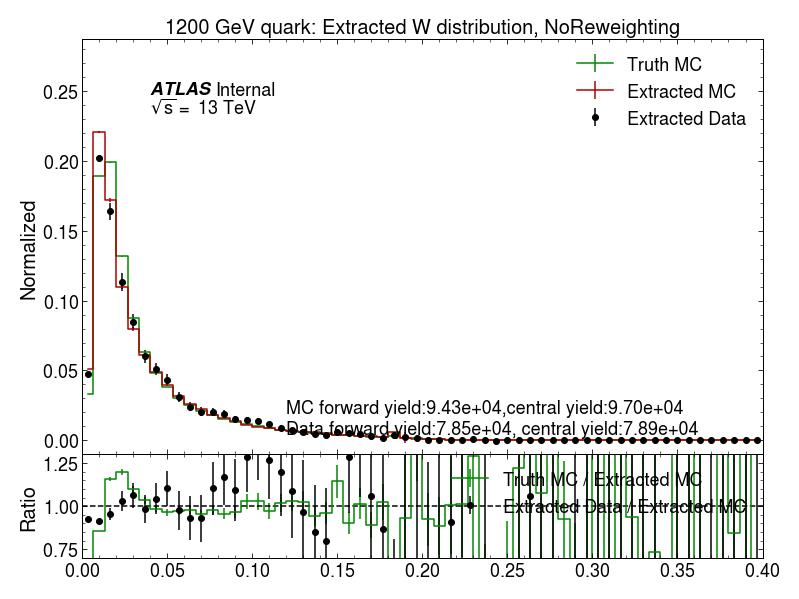 1200 GeV quark: Extracted W distribution, NoReweighting
ATLAS Internal
√s = 13 TeV
Truth MC
Extracted MC
Extracted Data
Normalized
0.25
0.20
0.15
0.10
0.05
0.00
MC forward yield:9.43e+04,central yield:9.70e+04
Data forward yield:7.85e+04, central yield:7.89e+04
Ratio
1.25
1.00
0.75
Truth MC / Extracted MC
Extracted Data / Extracted MC
0.00 0.05 0.10 0.15 0.20 0.25 0.30 0.35 0.40